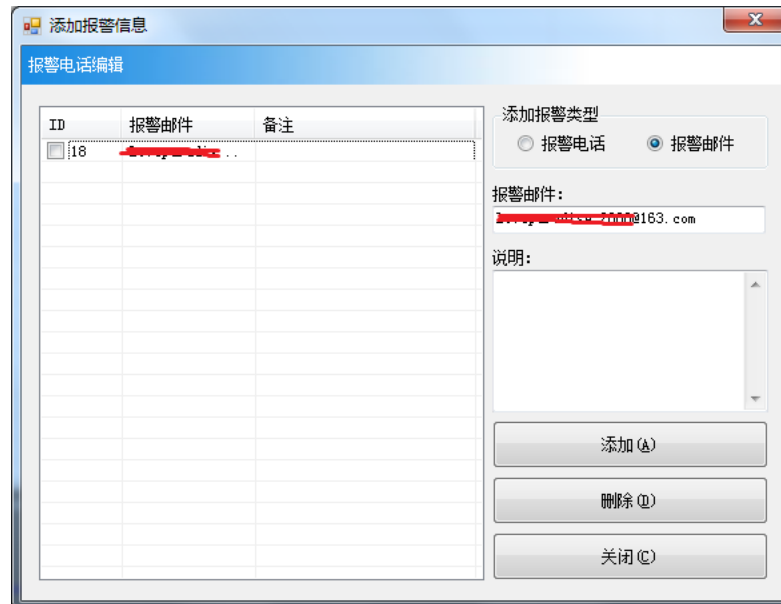 添加报警信息
报警电话编辑
ID 报警邮件 备注
18
添加报警类型
报警电话 报警邮件
报警邮件：
@163.com
说明：
添加(A)
删除(D)
关闭(C)